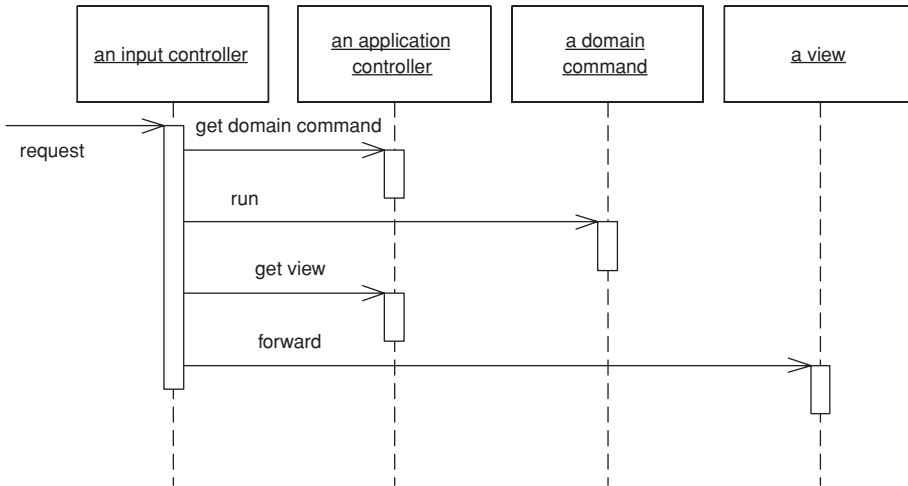 an input controller
an application
controller
a domain
command
a view
request
get domain command
run
get view
forward